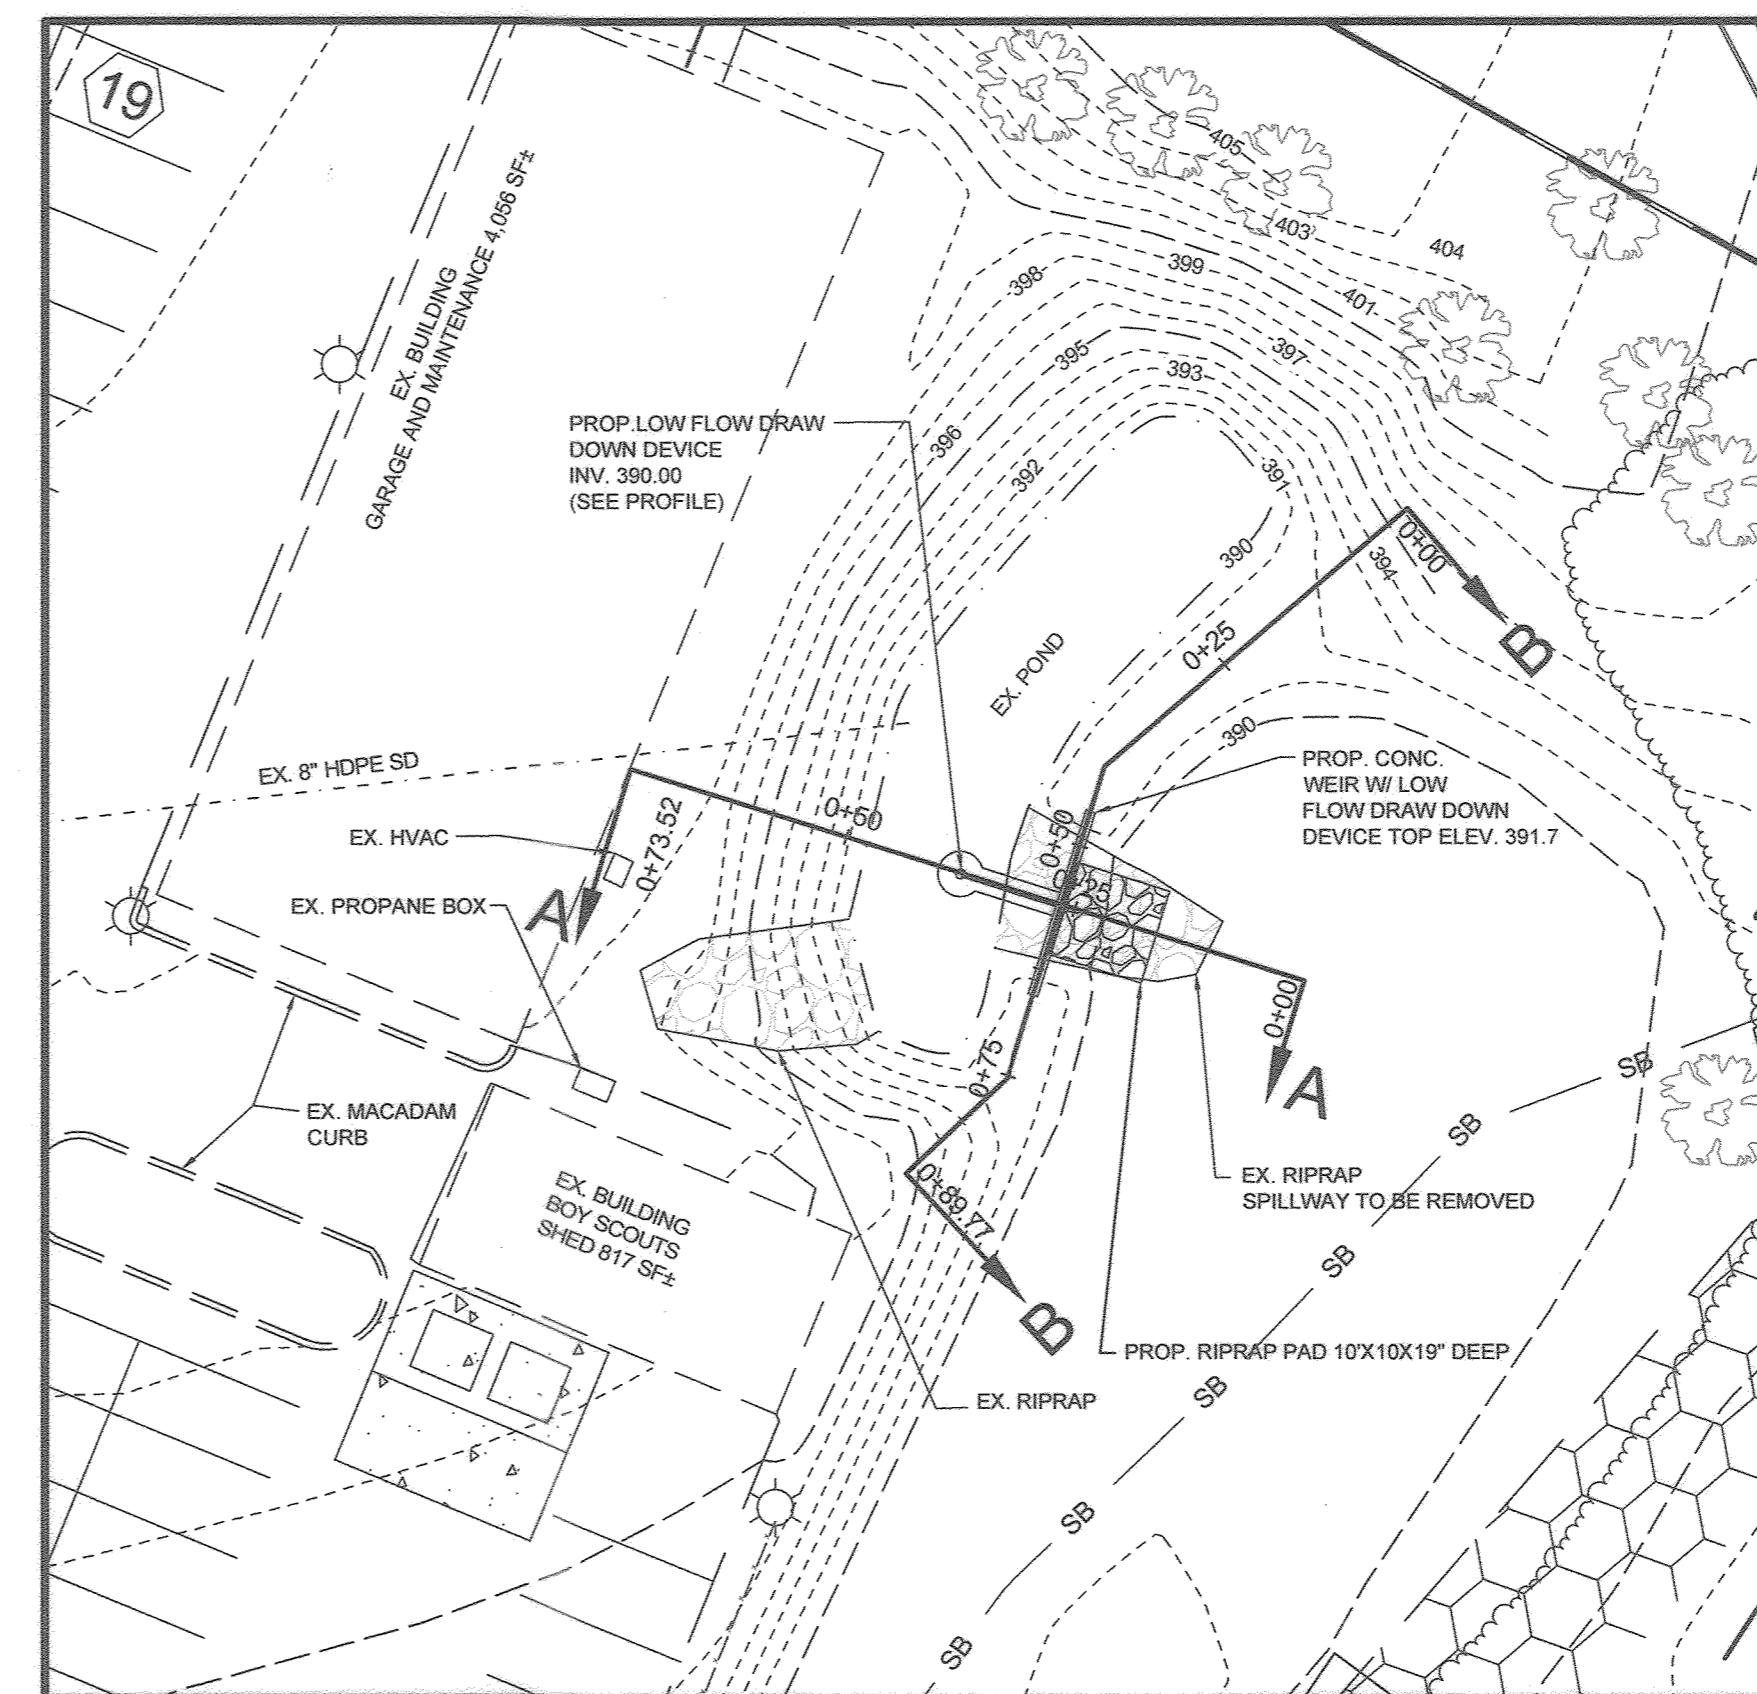 19
405
403
404
399
398
401
397
395
393
EX. BUILDING
GARAGE AND MAINTENANCE 4,056 SF±
PROP.LOW FLOW DRAW
DOWN DEVICE
INV. 390.00
(SEE PROFILE)
396
392
391
390
394
0+00
B
0+25
EX. POND
390
EX. 8" HDPE SD
PROP. CONC.
WEIR W/ LOW
FLOW DRAW DOWN
DEVICE TOP ELEV. 391.7
EX. HVAC
0+73.52
0+50
0+50
0+25
EX. PROPANE BOX
A
0+00
A
0+75
SB
EX. MACADAM
CURB
SB
EX. BUILDING
BOY SCOUTS
SHED 817 SF±
0+89.77
B
EX. RIPRAP
SPILLWAY TO BE REMOVED
SB
PROP. RIPRAP PAD 10'X10X19" DEEP
SB
EX. RIPRAP
SB
SB